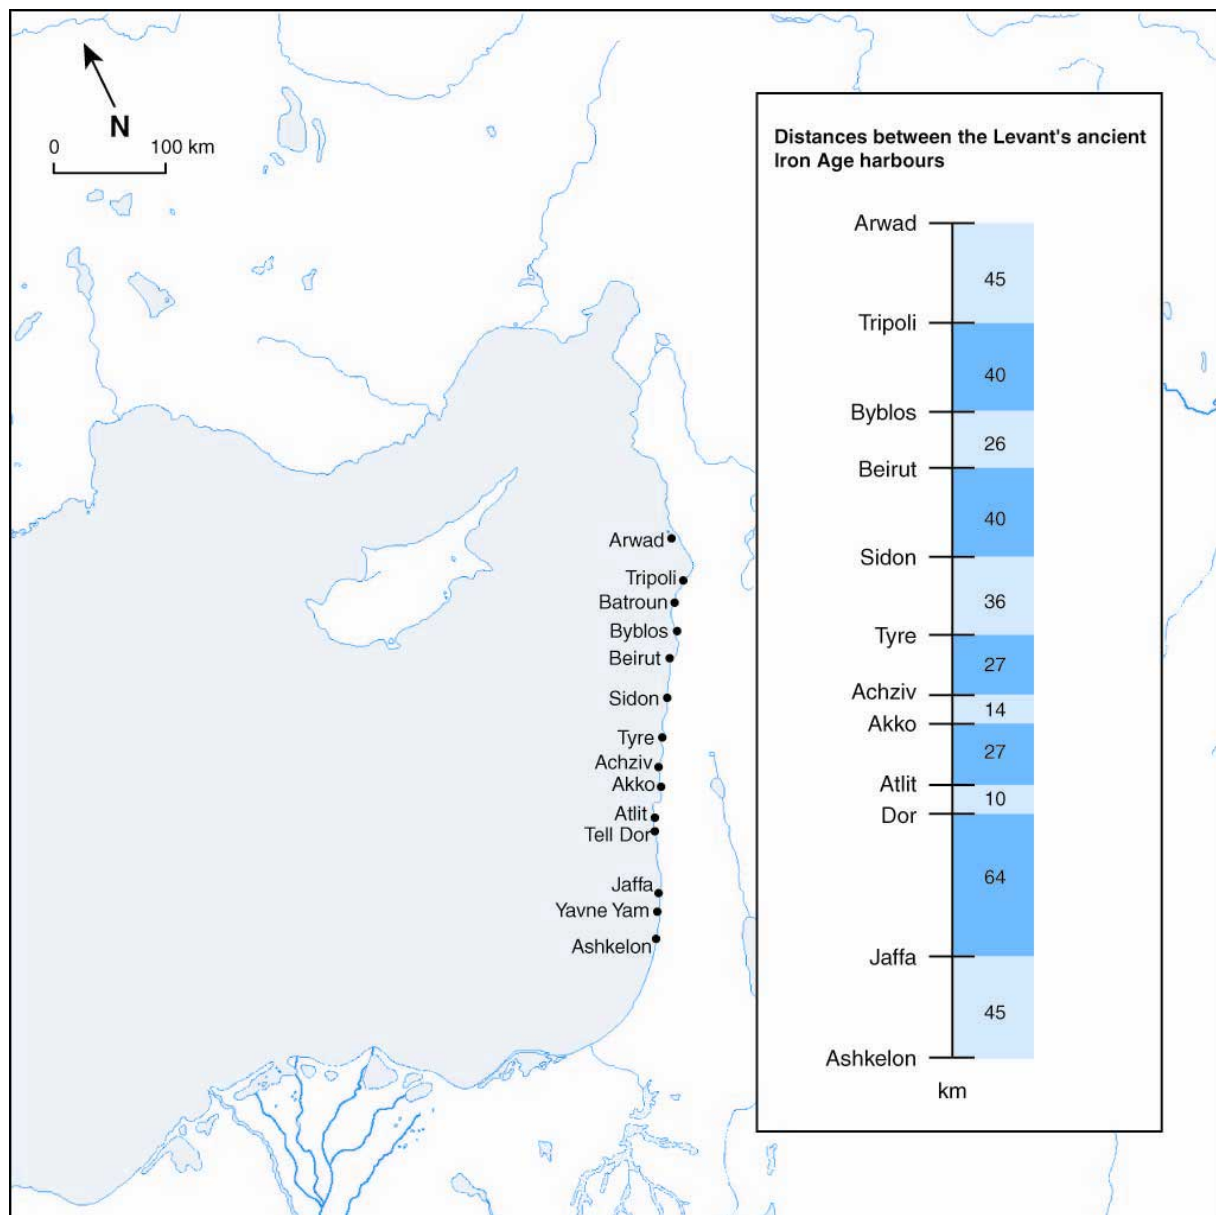 N
0 100 km
Arwad
Tripoli
Batroun
Byblos
Beirut
Sidon
Tyre
Achziv
Akko
Atlit
Tell Dor
Jaffa
Yavne Yam
Ashkelon
Distances between the Levant's ancient
Iron Age harbours
Arwad
45
Tripoli
40
Byblos
26
Beirut
40
Sidon
36
Tyre
27
Achziv
14
Akko
27
Atlit
10
Dor
64
Jaffa
45
Ashkelon
km